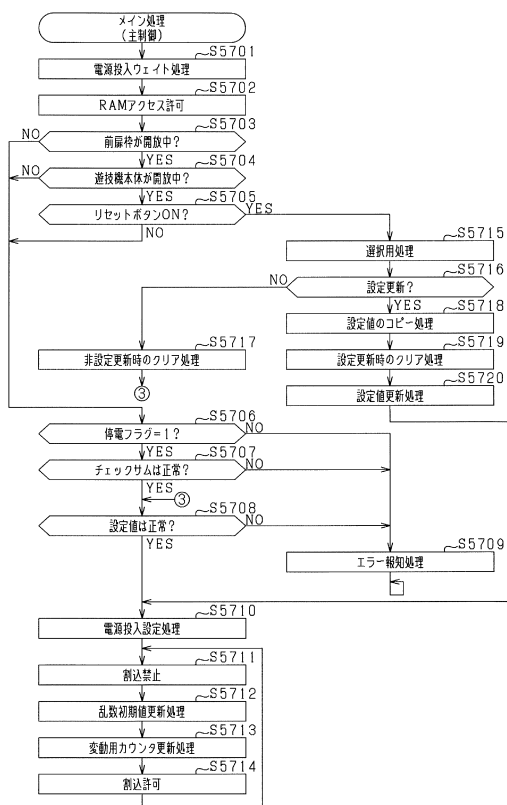 メイン処理
(主制御)
S5701
電源投入ウェイト処理
S5702
RAMアクセス許可
S5703
NO
前扉枠が開放中?
YES
S5704
NO
遊技機本体が開放中?
YES
S5705
リセットボタンON?
YES
NO
S5715
選択用処理
S5716
NO
設定更新?
YES
S5718
設定値のコピー処理
S5717
非設定更新時のクリア処理
S5719
設定更新時のクリア処理
③
S5720
設定値更新処理
S5706
停電フラグ=1?
NO
YES
S5707
チェックサムは正常?
NO
YES
③
S5708
設定値は正常?
NO
YES
S5709
エラー報知処理
S5710
電源投入設定処理
S5711
割込禁止
S5712
乱数初期値更新処理
S5713
変動用カウンタ更新処理
S5714
割込許可